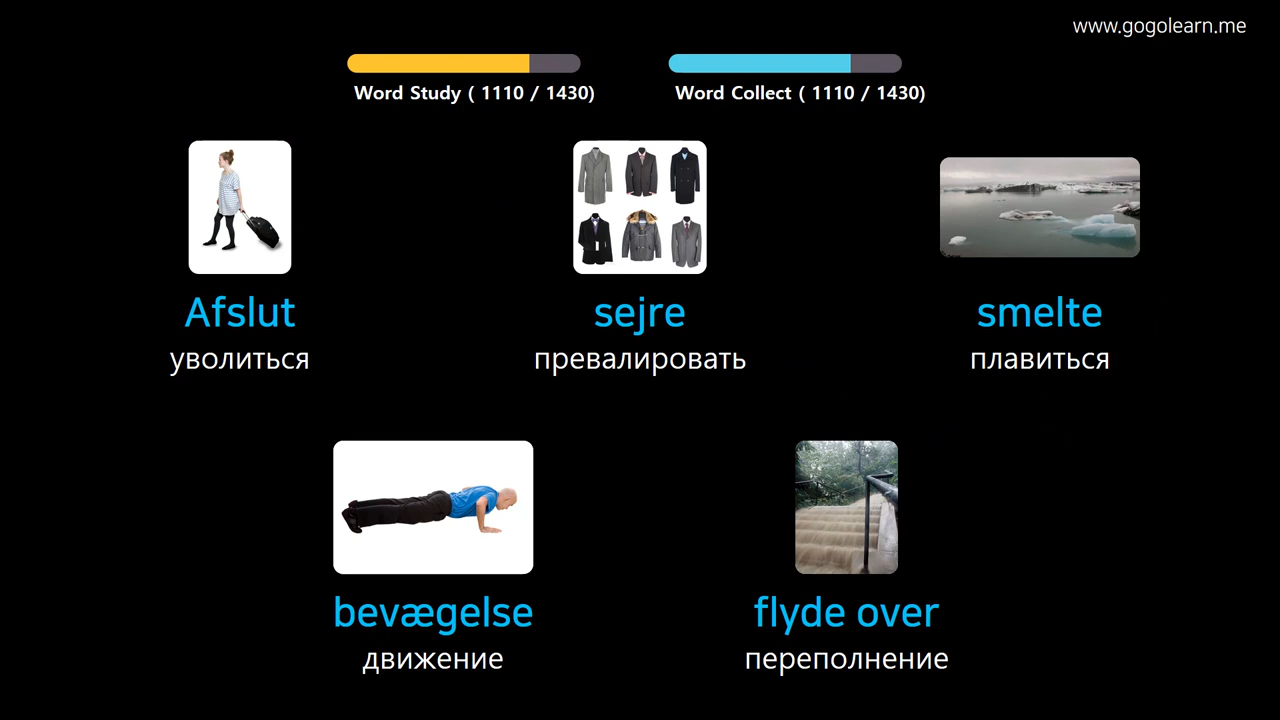 www.gogolearn.me
Word Study ( 1110 / 1430)
Word Collect ( 1110 / 1430)
Afslut
уволиться
sejre
превалировать
smelte
плавиться
bevægelse
движение
flyde over
переполнение